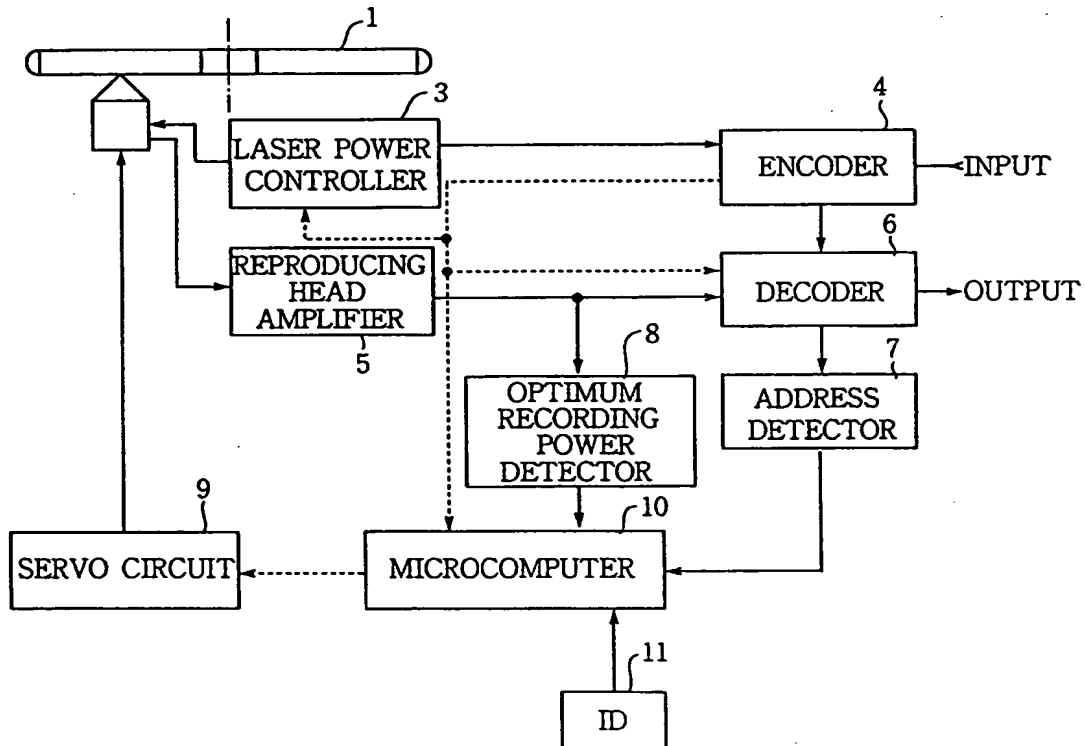 1
3
LASER POWER
CONTROLLER
4
ENCODER
INPUT
REPRODUCING
HEAD
AMPLIFIER
5
6
DECODER
OUTPUT
8
OPTIMUM
RECORDING
POWER
DETECTOR
7
ADDRESS
DETECTOR
9
SERVO CIRCUIT
10
MICROCOMPUTER
11
ID